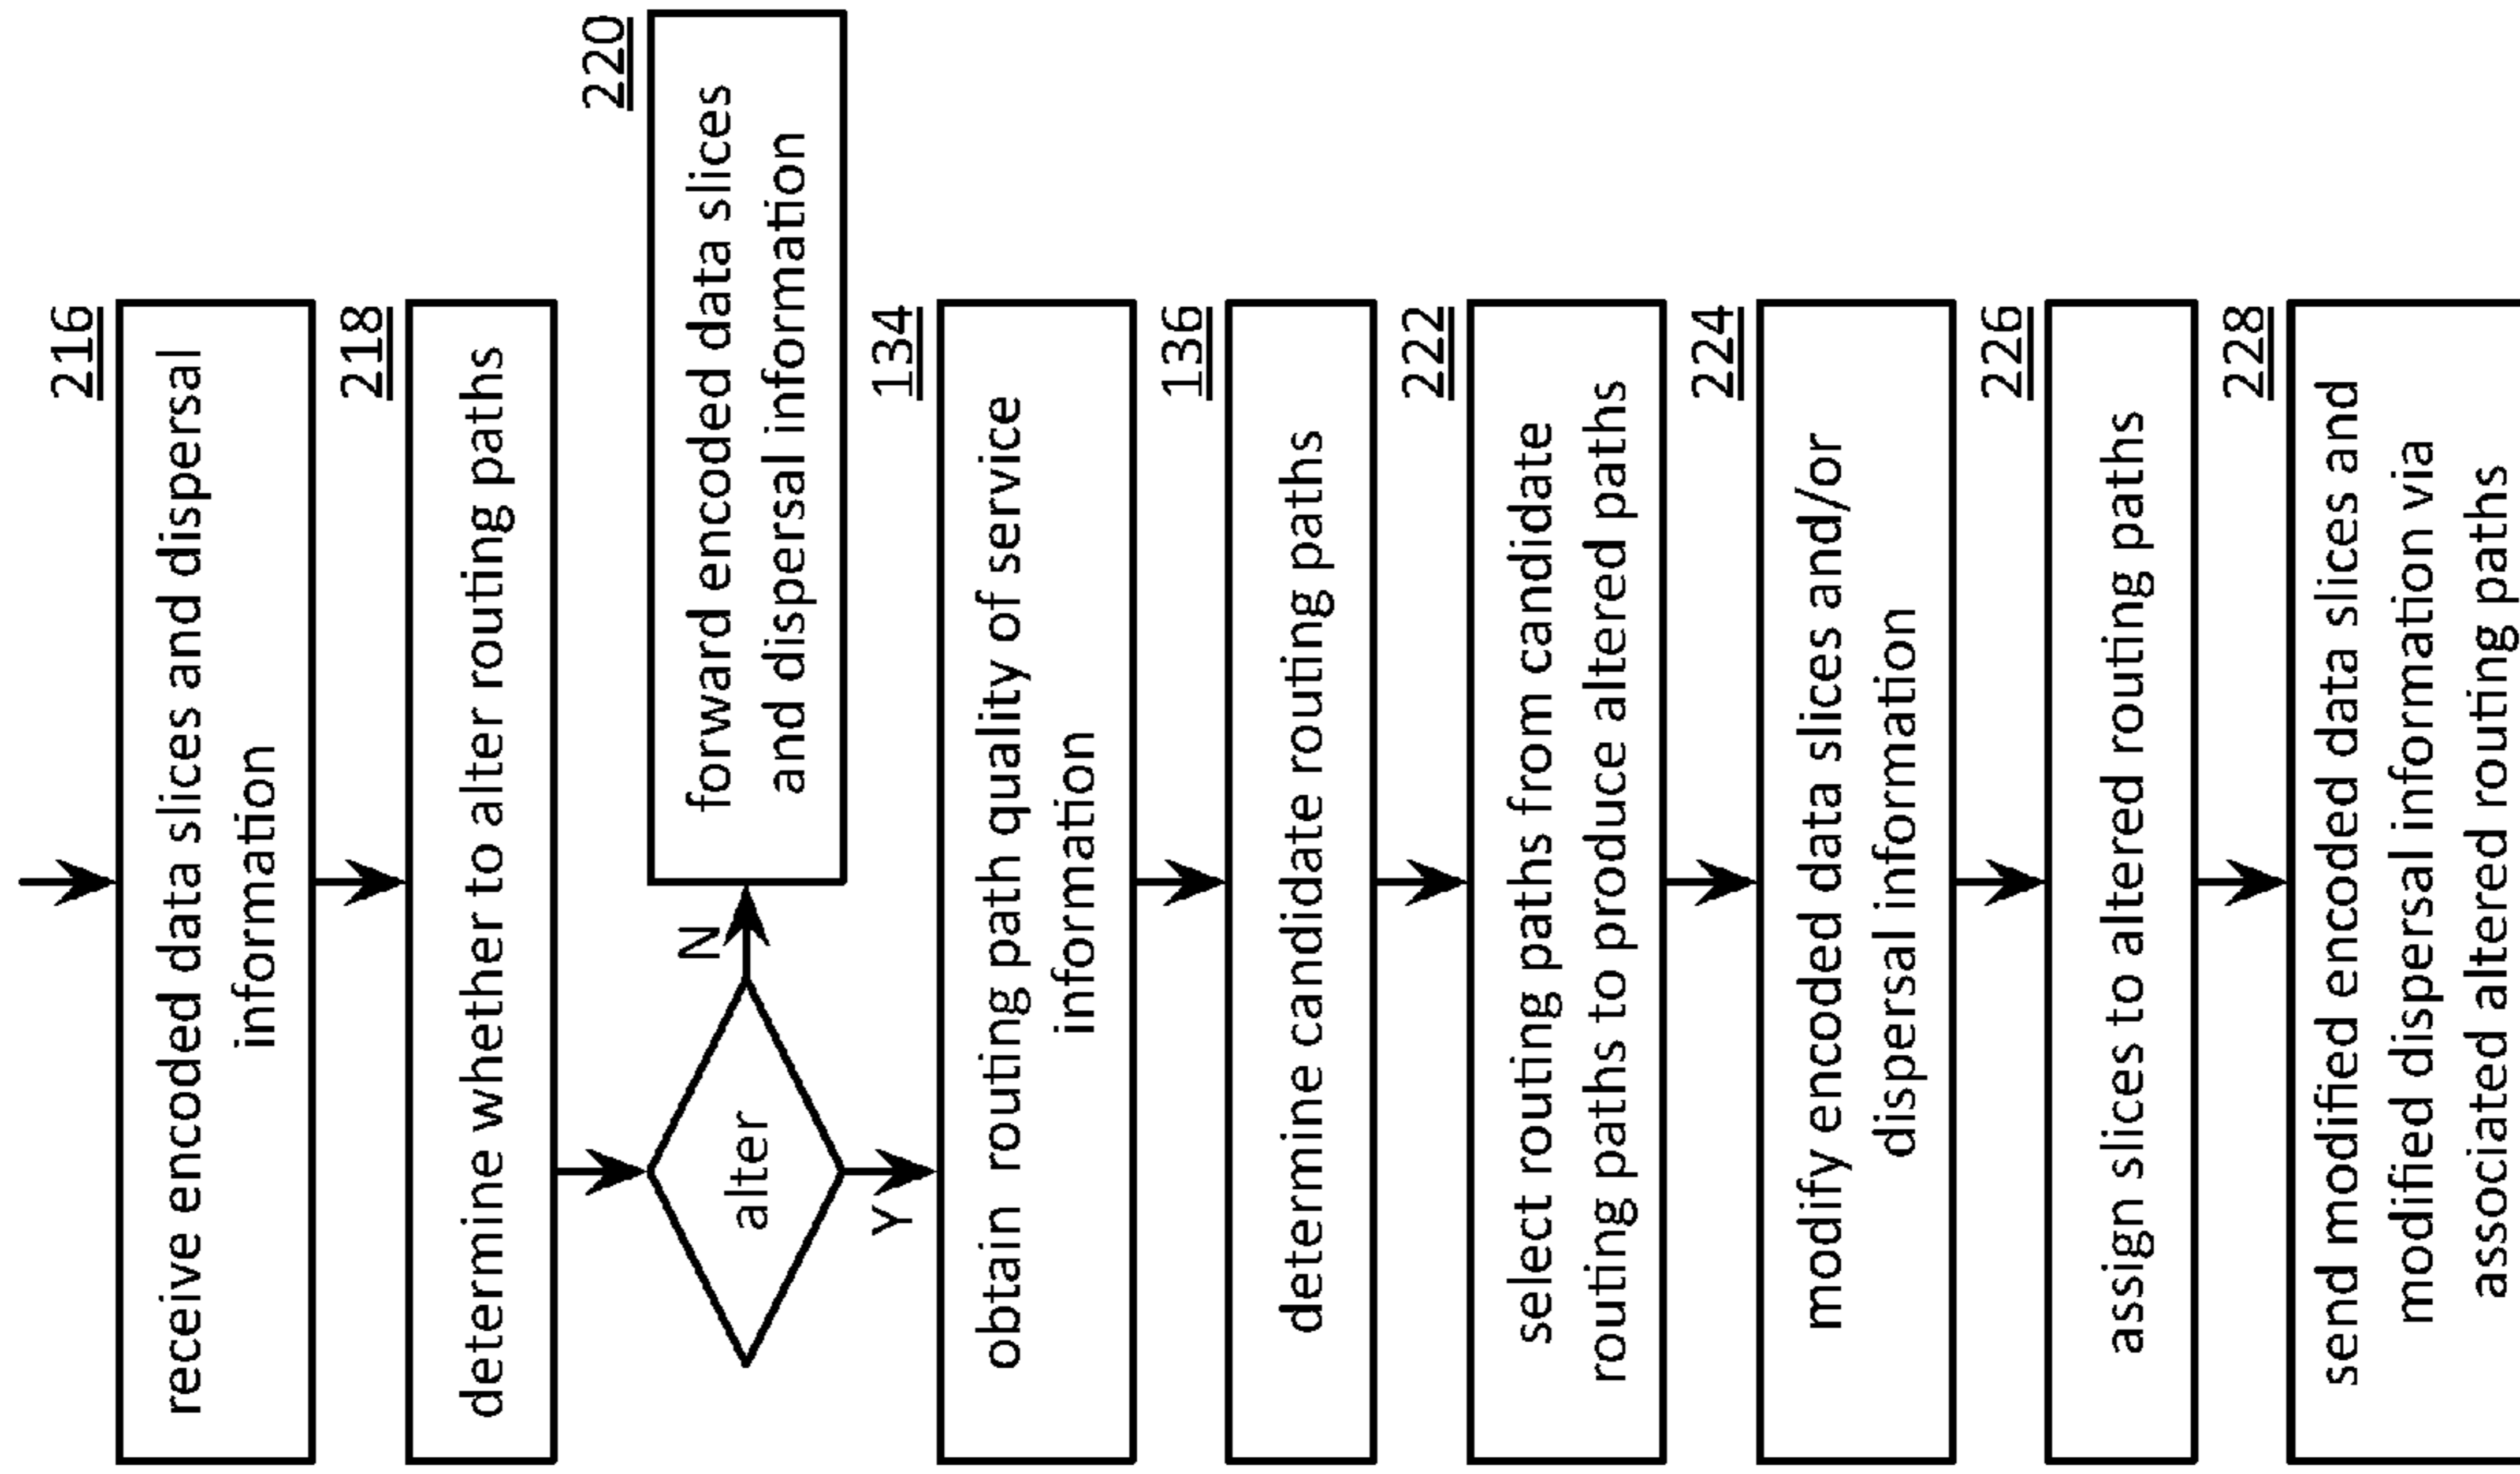 216
receive encoded data slices and dispersal
information
218
determine whether to alter routing paths
alter
N
Y
220
forward encoded data slices
and dispersal information
134
obtain routing path quality of service
information
136
determine candidate routing paths
222
select routing paths from candidate
routing paths to produce altered paths
224
modify encoded data slices and/or
dispersal information
226
assign slices to altered routing paths
228
send modified encoded data slices and
modified dispersal information via
associated altered routing paths